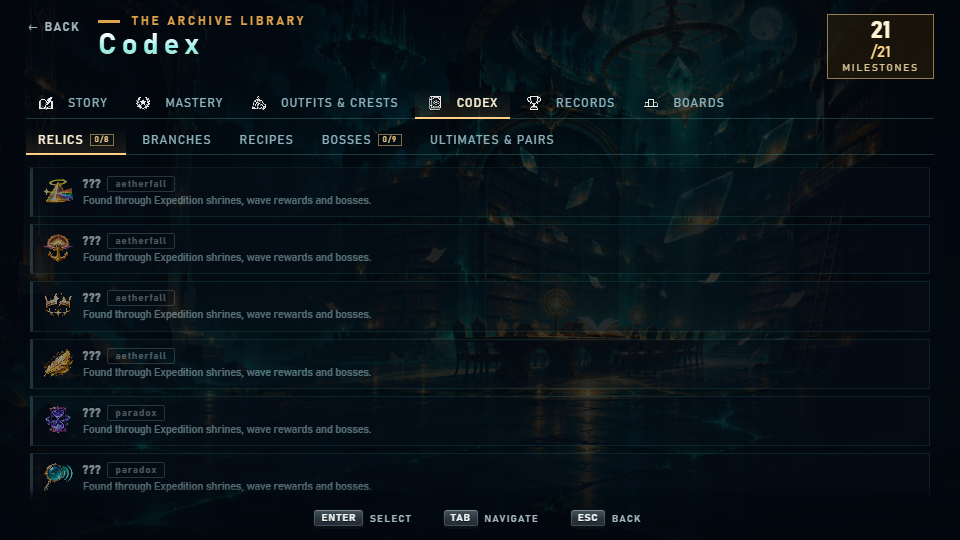 ← BACK
THE ARCHIVE LIBRARY
Codex
21
/21
MILESTONES
STORY MASTERY OUTFITS & CRESTS CODEX RECORDS BOARDS
RELICS 0/8 BRANCHES RECIPES BOSSES 0/9 ULTIMATES & PAIRS
??? aetherfall
Found through Expedition shrines, wave rewards and bosses.
??? aetherfall
Found through Expedition shrines, wave rewards and bosses.
??? aetherfall
Found through Expedition shrines, wave rewards and bosses.
??? aetherfall
Found through Expedition shrines, wave rewards and bosses.
??? paradox
Found through Expedition shrines, wave rewards and bosses.
??? paradox
Found through Expedition shrines, wave rewards and bosses.
ENTER SELECT TAB NAVIGATE ESC BACK